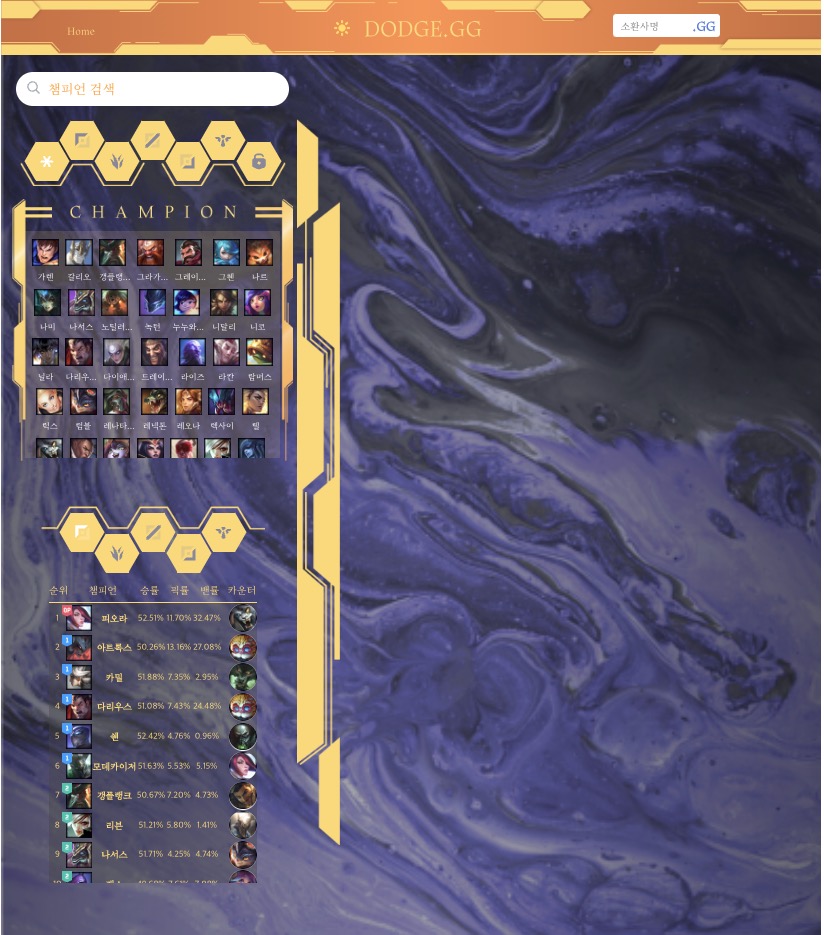 Home
DODGE.GG
소환사명 .GG
챔피언 검색
CHAMPION
가렌 갈리오 갱플랭... 그라가... 그레이... 그웬 나르
나미 나서스 노틸러... 녹턴 누누와... 니달리 니코
닐라 다리우... 다이애... 드레이... 라이즈 라칸 람머스
럭스 럼블 레나타... 레넥톤 레오나 렉사이 렐
순위 챔피언 승률 픽률 밴률 카운터
1 OP 피오라 52.51% 11.70% 32.47%
2 1 아트록스 50.26% 13.16% 27.08%
3 1 카밀 51.88% 7.35% 2.95%
4 1 다리우스 51.08% 7.43% 24.48%
5 1 쉔 52.42% 4.76% 0.96%
6 1 모데카이저 51.63% 5.53% 5.15%
7 2 갱플랭크 50.67% 7.20% 4.73%
8 2 리븐 51.21% 5.80% 1.41%
9 2 나서스 51.71% 4.25% 4.74%
2